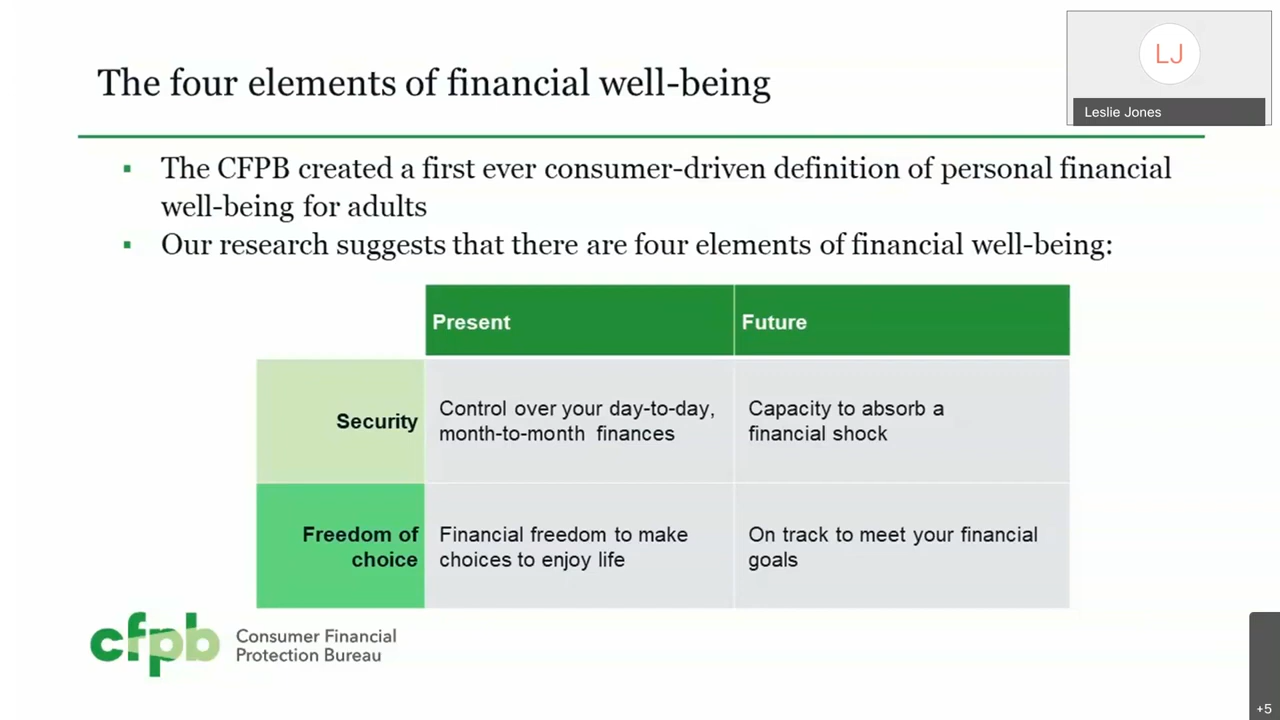 The four elements of financial well-being
LJ
Leslie Jones
The CFPB created a first ever consumer-driven definition of personal financial
well-being for adults
Our research suggests that there are four elements of financial well-being:
Present
Future
Security
Control over your day-to-day,
month-to-month finances
Capacity to absorb a
financial shock
Freedom of
choice
Financial freedom to make
choices to enjoy life
On track to meet your financial
goals
cfpb
Consumer Financial
Protection Bureau
+5